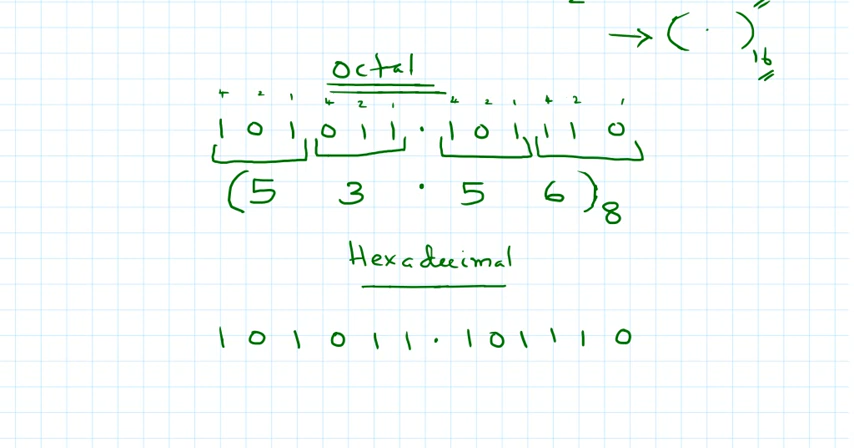 → ( . )16
Octal
4 2 1 4 2 1 4 2 1 4 2 1
1 0 1 0 1 1 . 1 0 1 1 1 0
(5 3 . 5 6)8
Hexadecimal
1 0 1 0 1 1 . 1 0 1 1 1 0